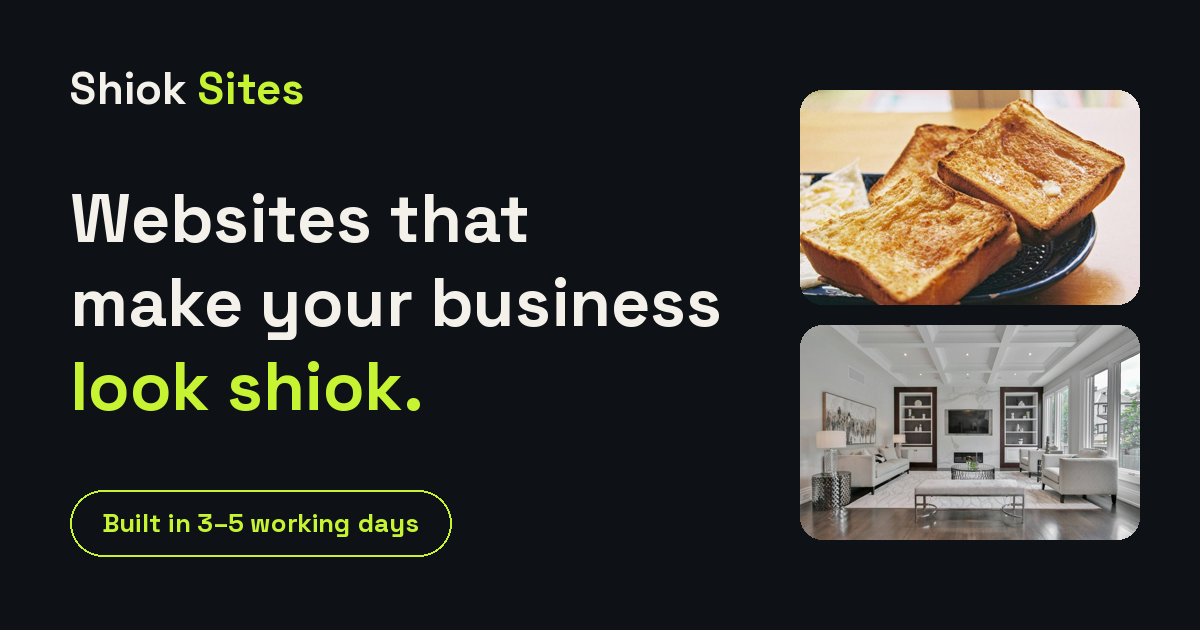 Shiok Sites
Websites that
make your business
look shiok.
Built in 3–5 working days